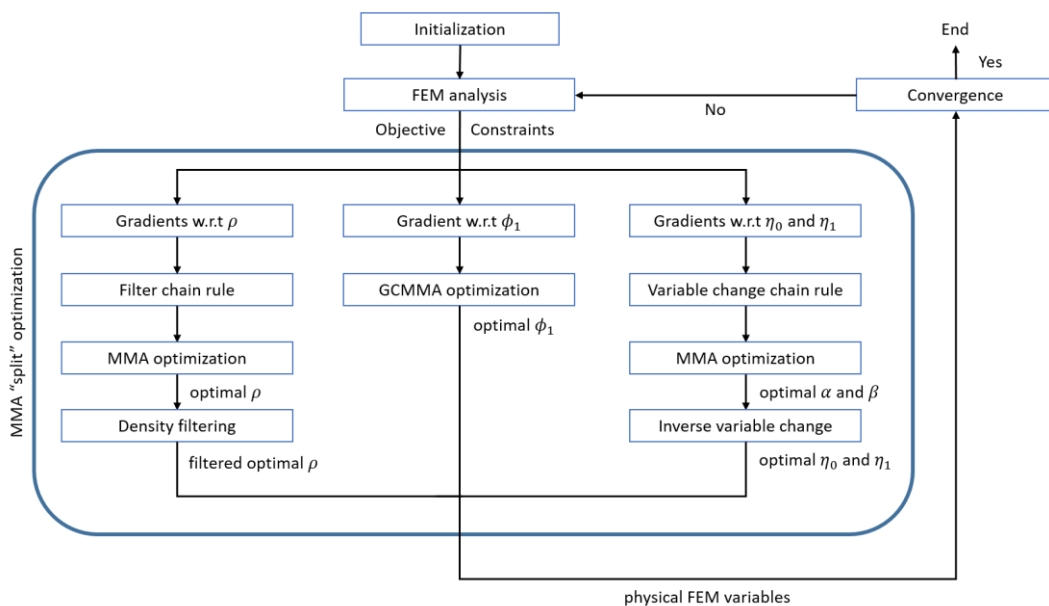 Initialization
End
Yes
FEM analysis
Convergence
No
Objective
Constraints
MMA “split” optimization
Gradients w.r.t ρ
Gradient w.r.t ϕ₁
Gradients w.r.t η₀ and η₁
Filter chain rule
GCMMA optimization
Variable change chain rule
optimal ϕ₁
MMA optimization
MMA optimization
optimal ρ
optimal α and β
Density filtering
Inverse variable change
filtered optimal ρ
optimal η₀ and η₁
physical FEM variables